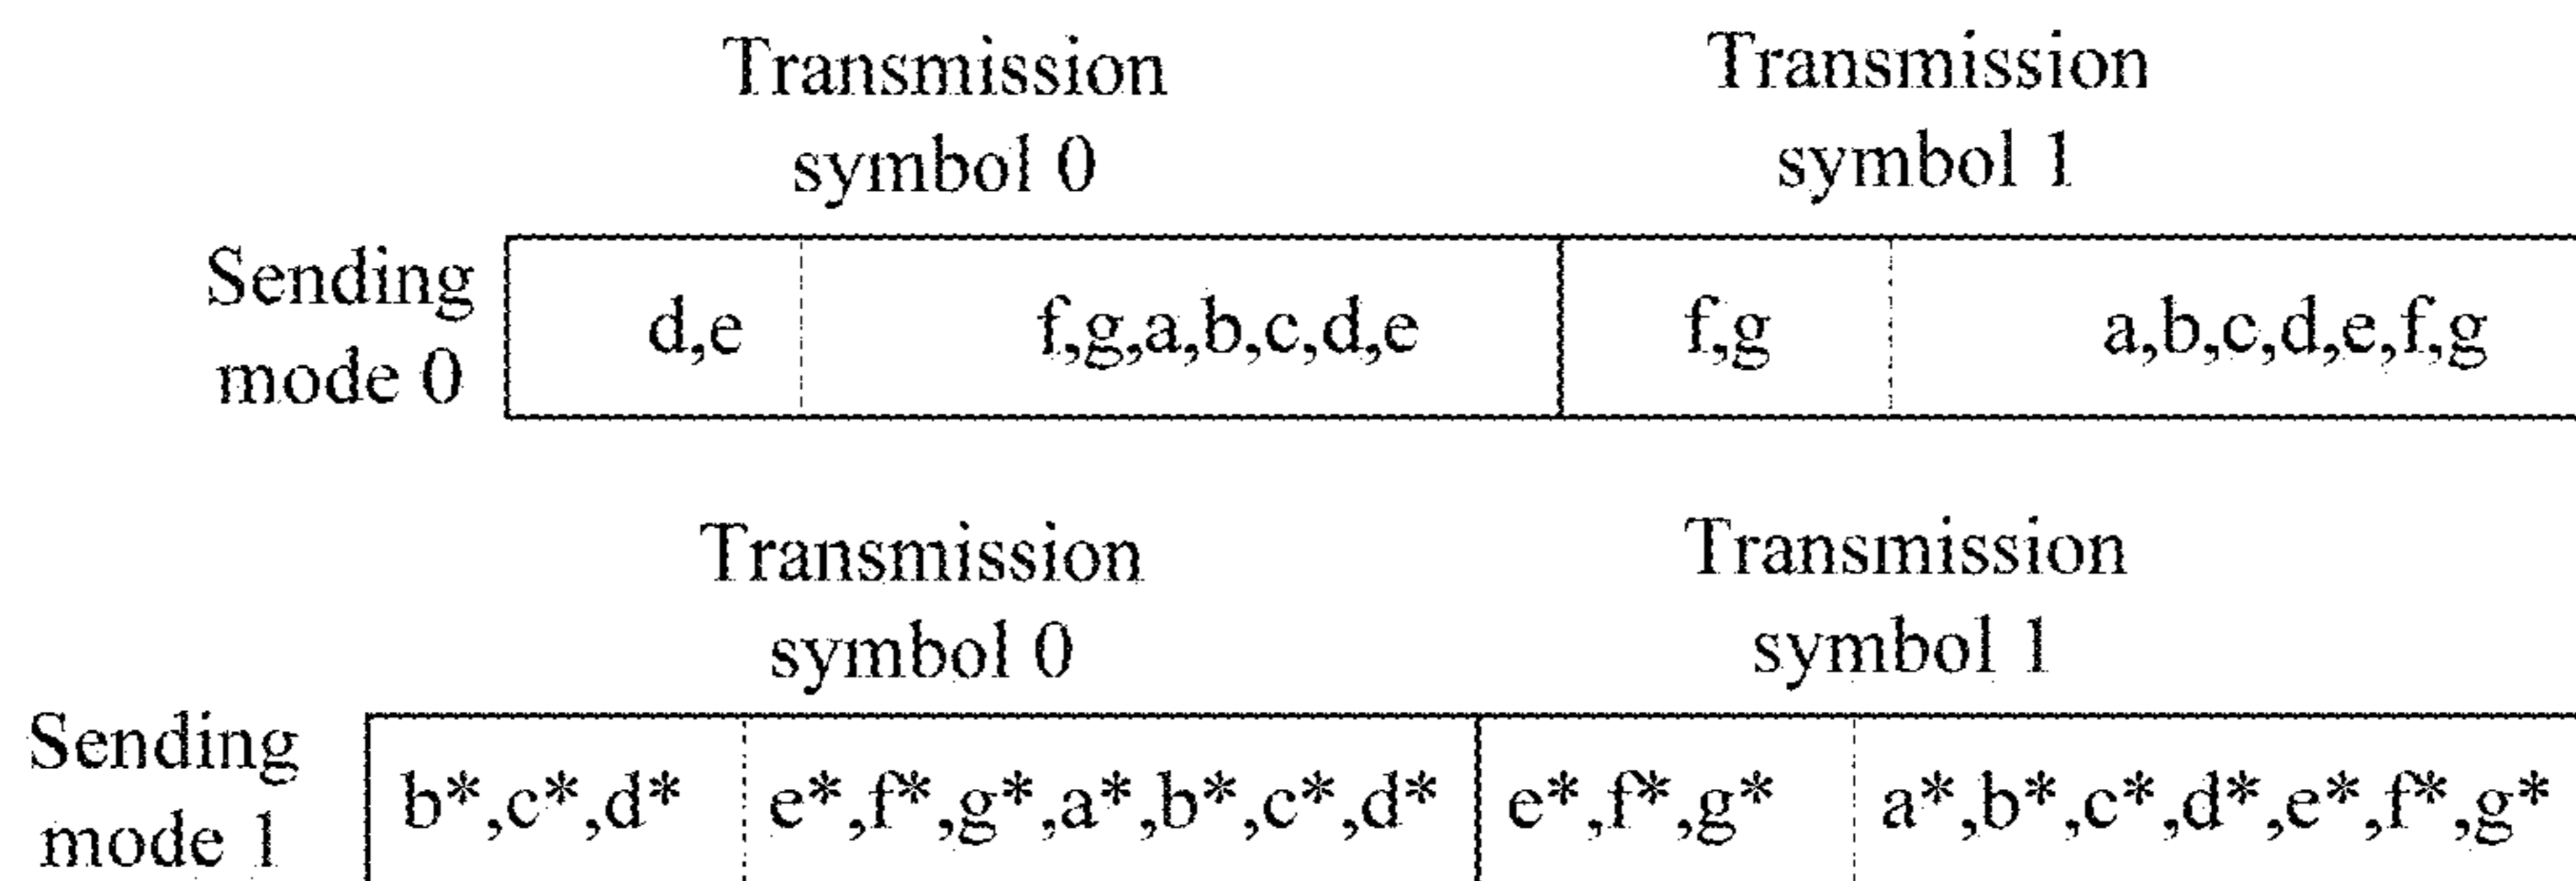 Transmission symbol 0
Transmission symbol 1
Sending mode 0
d,e
f,g,a,b,c,d,e
f,g
a,b,c,d,e,f,g
Transmission symbol 0
Transmission symbol 1
Sending mode 1
b*,c*,d*
e*,f*,g*,a*,b*,c*,d*
e*,f*,g*
a*,b*,c*,d*,e*,f*,g*